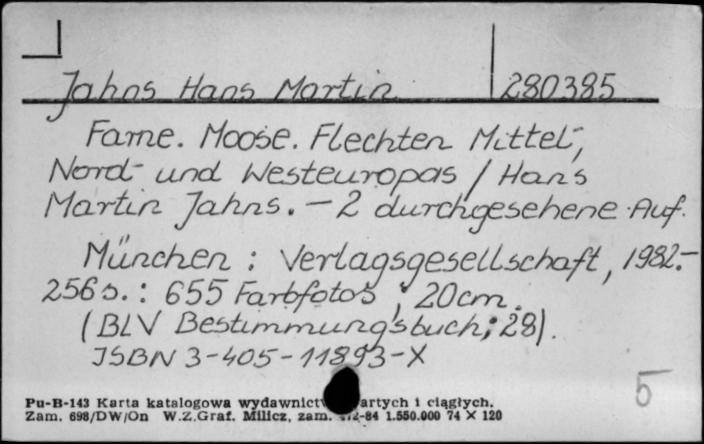 Jahns Hans Martin 280385
Farne. Moose. Flechten Mittel-,
Nord- und Westeuropas / Hans
Martin Jahns. – 2 durchgesehene Auf.
München : Verlagsgesellschaft, 1982.-
256 s. : 655 Farbfotos ; 20cm.
(BLV Bestimmungsbuch; 28).
ISBN 3-405-11893-X
5
Pu-B-143 Karta katalogowa wydawnict artych i ciągłych.
Zam. 698/DW/On W.Z.Graf. Milicz, zam. 2-84 1.550.000 74 X 120